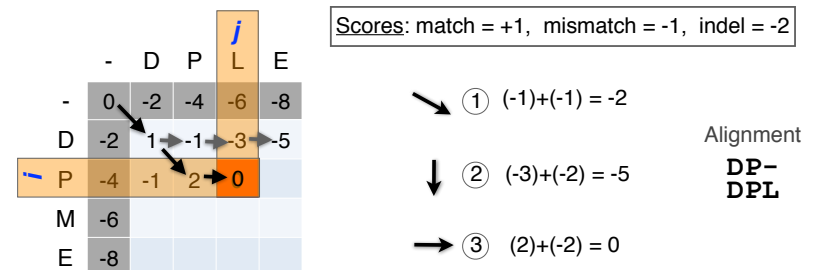 Scores: match = +1, mismatch = -1, indel = -2
j
- D P L E
- 0 -2 -4 -6 -8
D -2 1 -1 -3 -5
i P -4 -1 2 0
M -6
E -8
1 (-1)+(-1) = -2
2 (-3)+(-2) = -5
3 (2)+(-2) = 0
Alignment
DP-
DPL